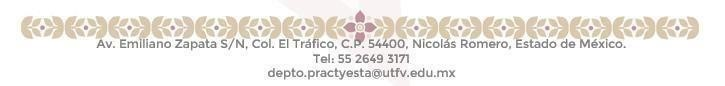 Av. Emiliano Zapata S/N, Col. El Tráfico, C.P. 54400, Nicolás Romero, Estado de México.
Tel: 55 2649 3171
depto.practyesta@utfv.edu.mx